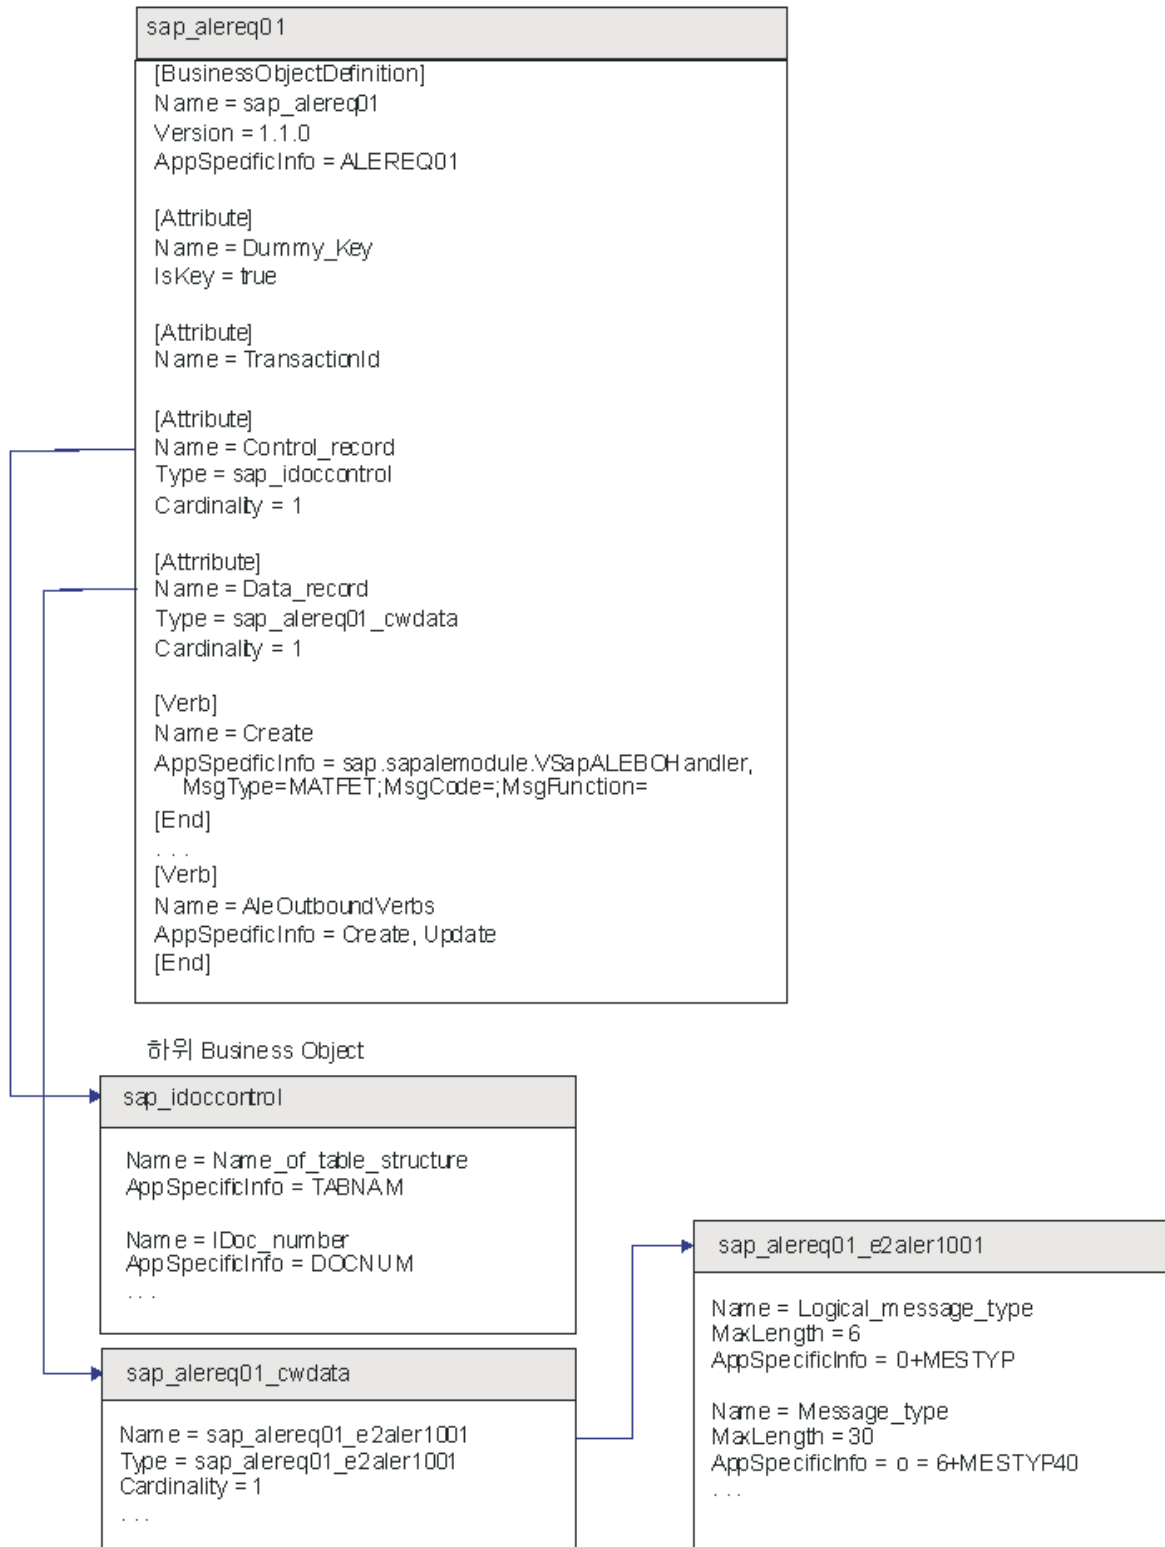 sap_alereq01
[BusinessObjectDefinition]
Name = sap_alereq01
Version = 1.1.0
AppSpecificInfo = ALEREQ01
[Attribute]
Name = Dummy_Key
IsKey = true
[Attribute]
Name = TransactionId
[Attribute]
Name = Control_record
Type = sap_idoccontrol
Cardinality = 1
[Attrribute]
Name = Data_record
Type = sap_alereq01_cwdata
Cardinality = 1
[Verb]
Name = Create
AppSpecificInfo = sap.sapalemodule.VSapALEBOHandler,
MsgType=MATFET;MsgCode=;MsgFunction=
[End]
. . .
[Verb]
Name = AleOutboundVerbs
AppSpecificInfo = Create, Update
[End]
하위 Business Object
sap_idoccontrol
Name = Name_of_table_structure
AppSpecificInfo = TABNAM
Name = IDoc_number
AppSpecificInfo = DOCNUM
. . .
sap_alereq01_cwdata
Name = sap_alereq01_e2aler1001
Type = sap_alereq01_e2aler1001
Cardinality = 1
. . .
sap_alereq01_e2aler1001
Name = Logical_message_type
MaxLength = 6
AppSpecificInfo = 0+MESTYP
Name = Message_type
MaxLength = 30
AppSpecificInfo = o = 6+MESTYP40
. . .